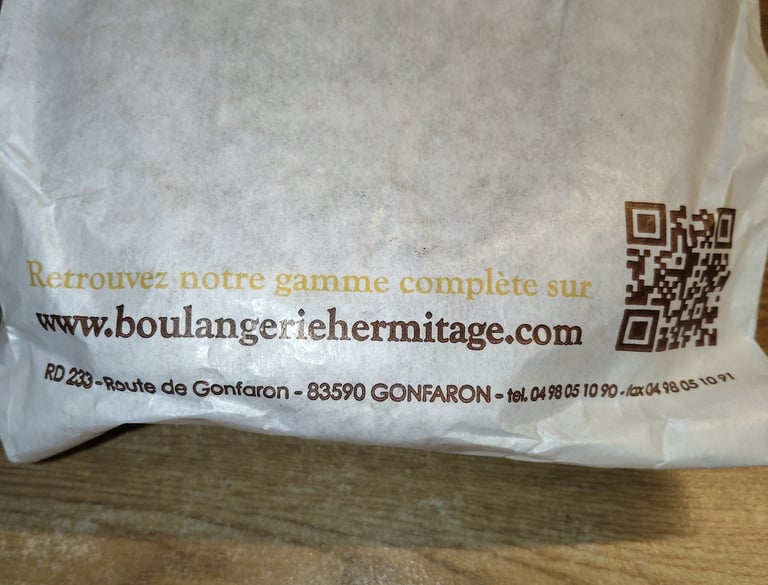 Retrouvez notre gamme complète sur
www.boulangeriehermitage.com
RD 233 - Route de Gonfaron - 83590 GONFARON - tel. 04 98 05 10 90 - fax 04 98 05 10 91